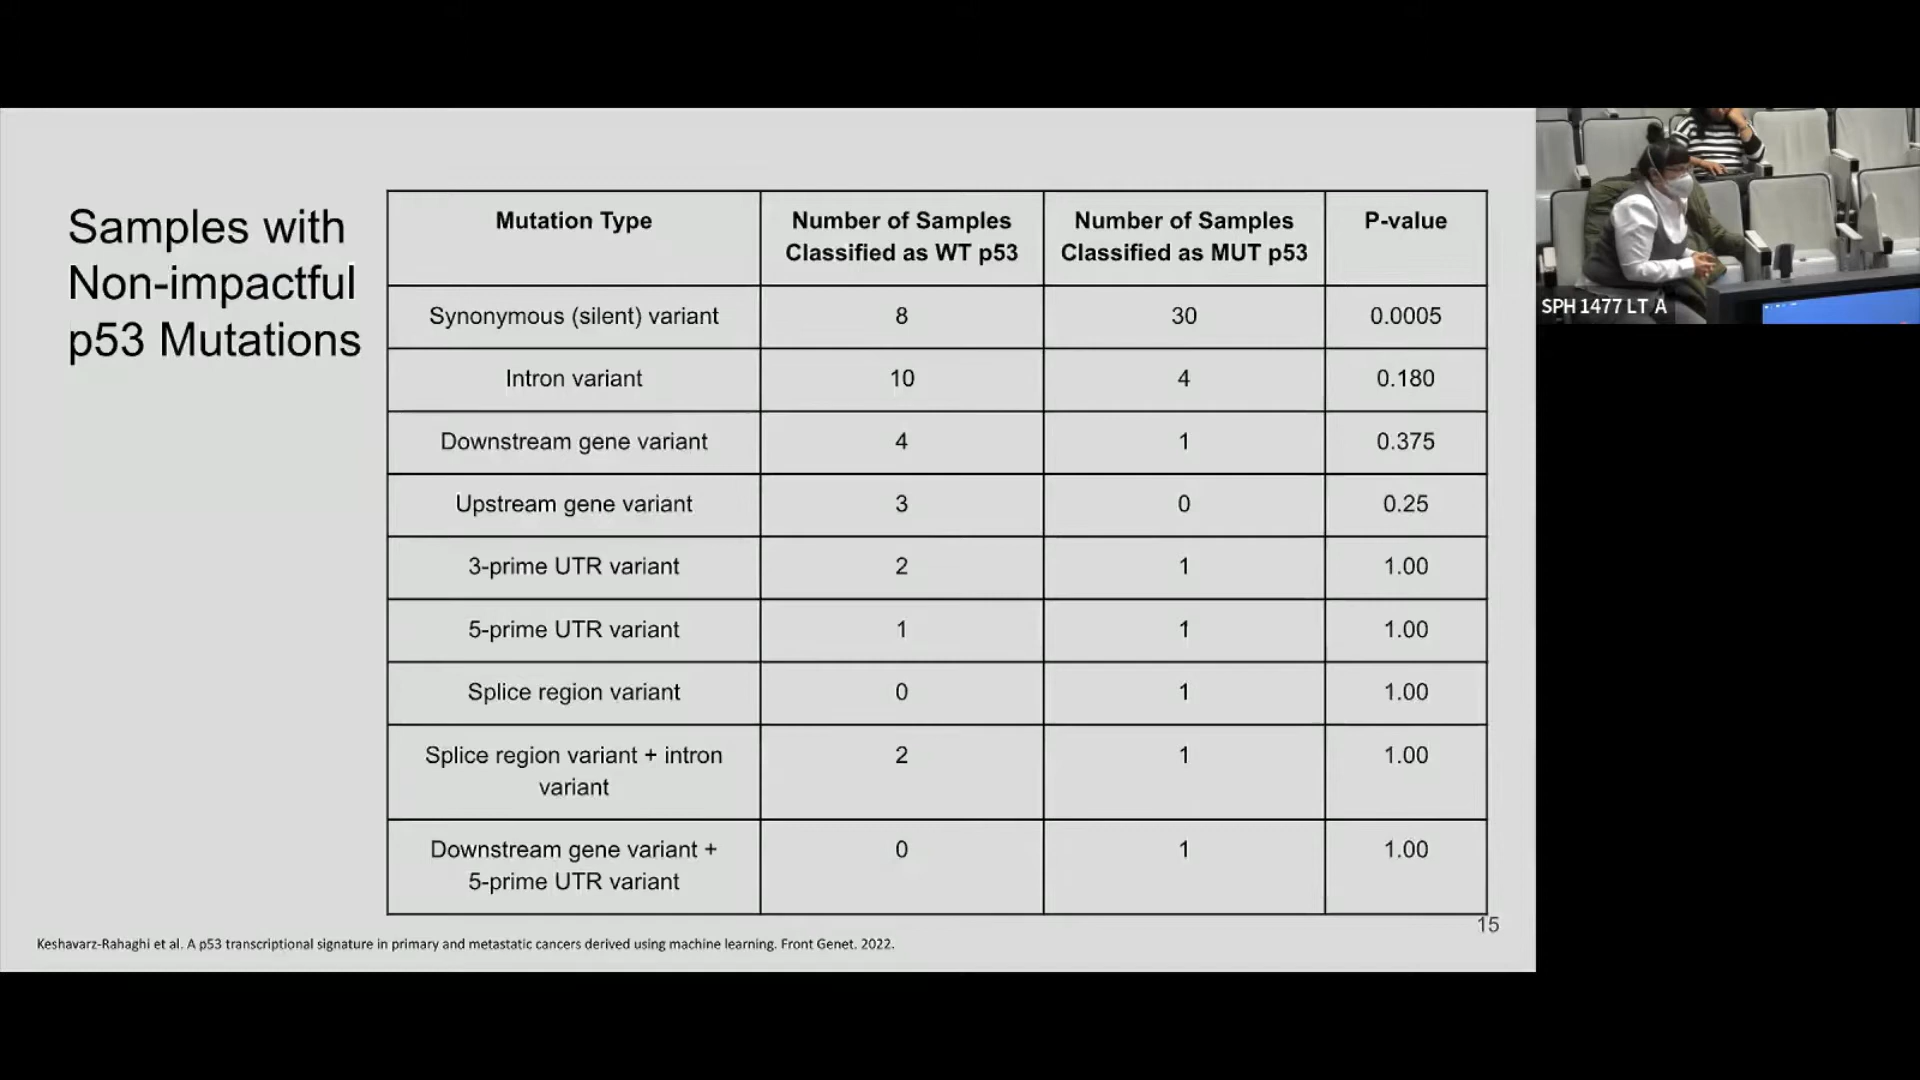 Samples with
Non-impactful
p53 Mutations
Mutation Type
Number of Samples
Classified as WT p53
Number of Samples
Classified as MUT p53
P-value
Synonymous (silent) variant
8
30
0.0005
Intron variant
10
4
0.180
Downstream gene variant
4
1
0.375
Upstream gene variant
3
0
0.25
3-prime UTR variant
2
1
1.00
5-prime UTR variant
1
1
1.00
Splice region variant
0
1
1.00
Splice region variant + intron
variant
2
1
1.00
Downstream gene variant +
5-prime UTR variant
0
1
1.00
15
Keshavarz-Rahaghi et al. A p53 transcriptional signature in primary and metastatic cancers derived using machine learning. Front Genet. 2022.
SPH 1477 LT A